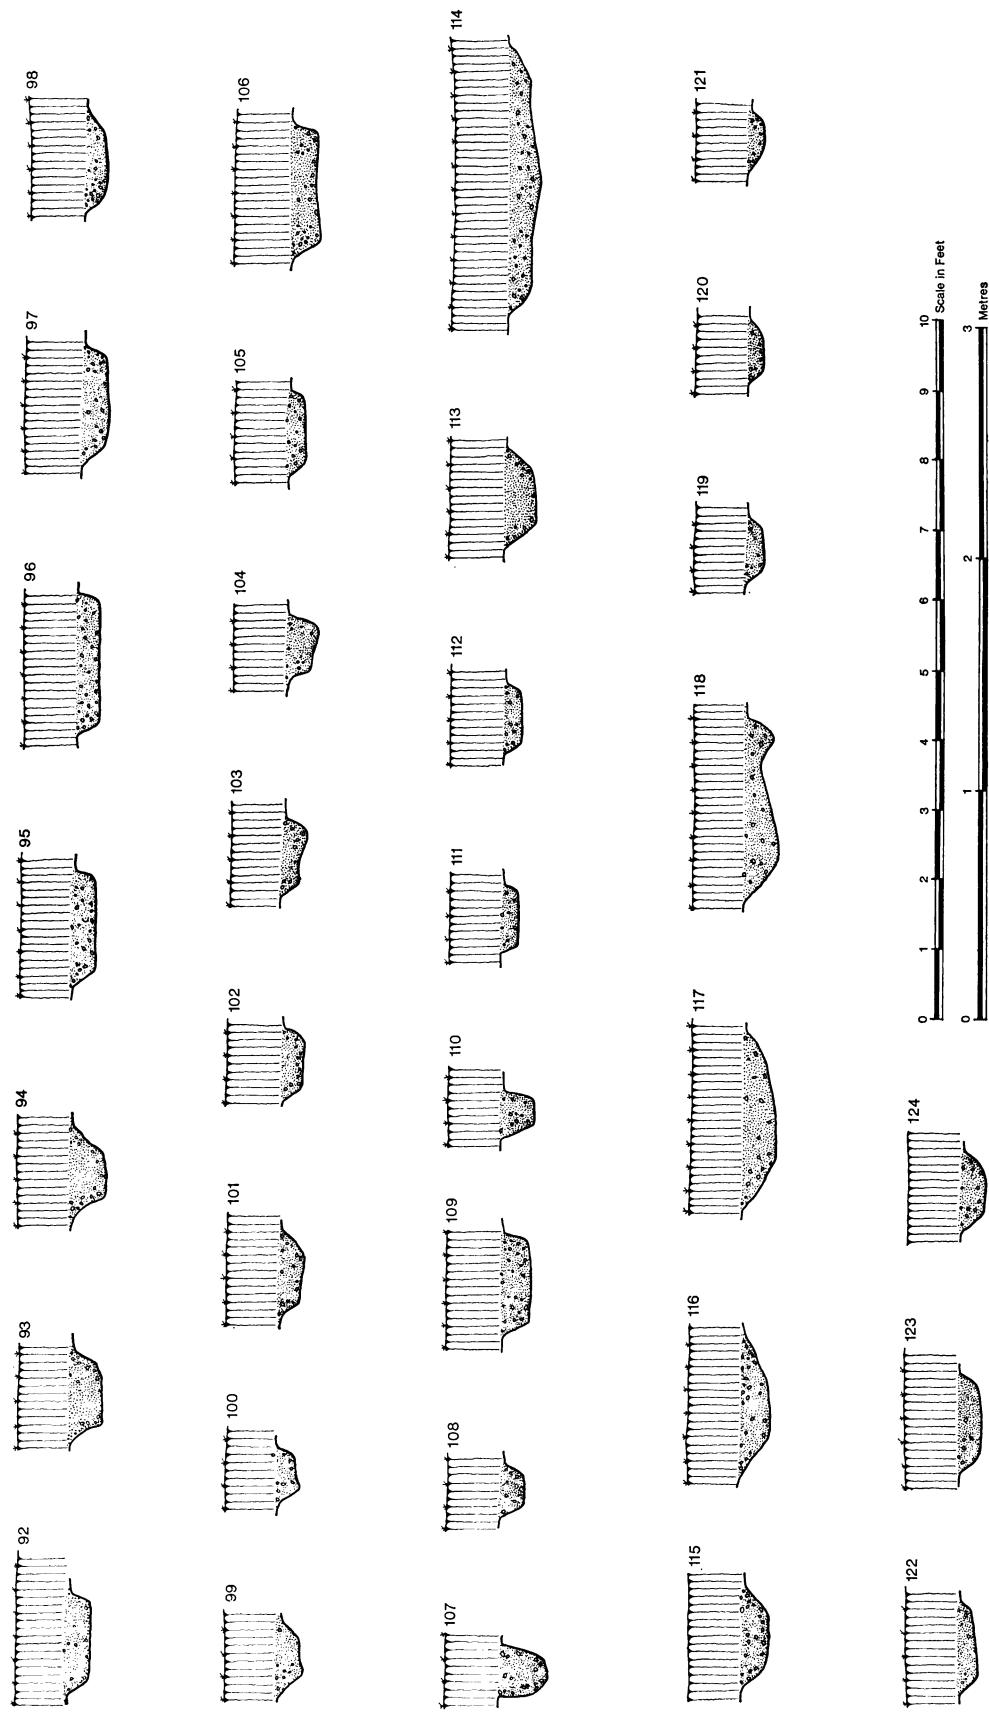 92 93 94 95 96 97 98
99 100 101 102 103 104 105 106
107 108 109 110 111 112 113 114
115 116 117 118 119 120 121
122 123 124
0 1 2 3 4 5 6 7 8 9 10 Scale in Feet
0 1 2 3 Metres